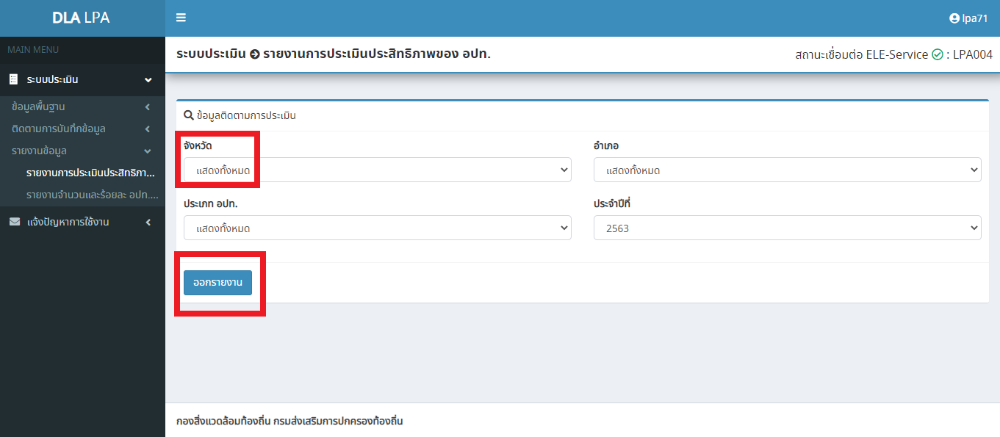 DLA LPA
lpa71
MAIN MENU
ระบบประเมิน
ข้อมูลพื้นฐาน
ติดตามการบันทึกข้อมูล
รายงานข้อมูล
รายงานการประเมินประสิทธิภา...
รายงานจำนวนและร้อยละ อปท....
แจ้งปัญหาการใช้งาน
ระบบประเมิน รายงานการประเมินประสิทธิภาพของ อปท.
สถานะเชื่อมต่อ ELE-Service : LPA004
ข้อมูลติดตามการประเมิน
จังหวัด
แสดงทั้งหมด
อำเภอ
แสดงทั้งหมด
ประเภท อปท.
แสดงทั้งหมด
ประจำปีที่
2563
ออกรายงาน
กองสิ่งแวดล้อมท้องถิ่น กรมส่งเสริมการปกครองท้องถิ่น